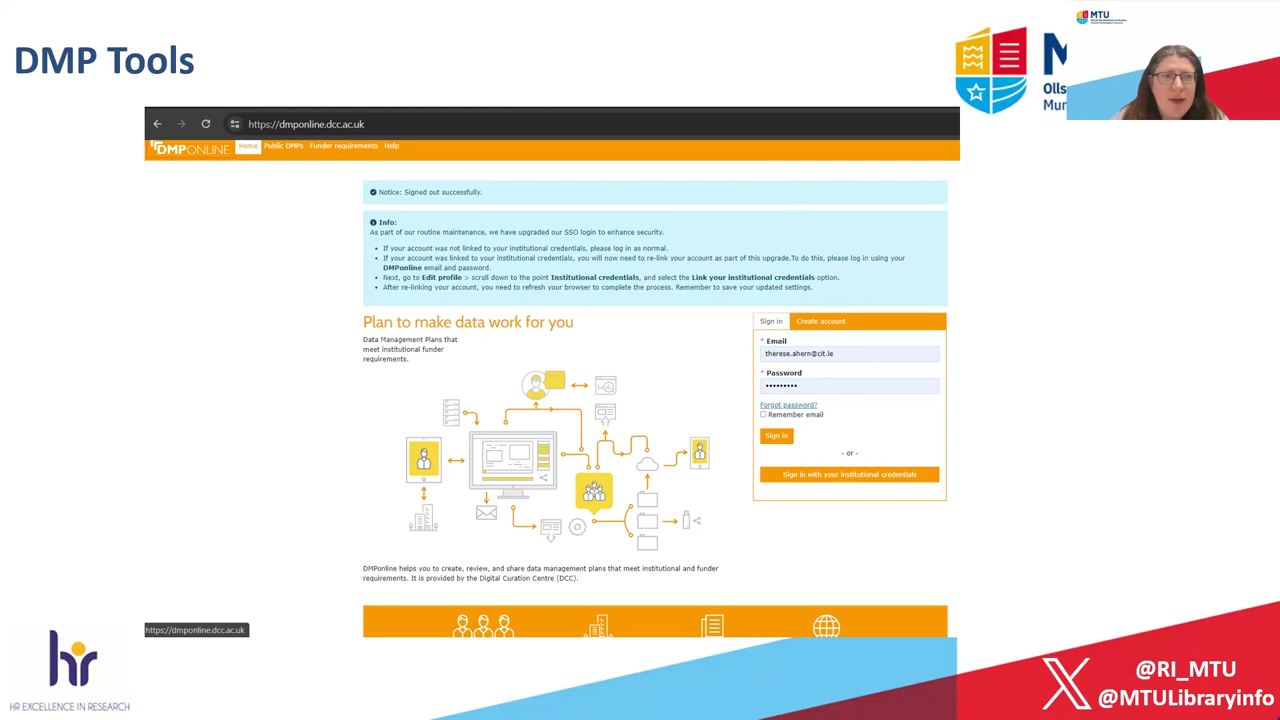 DMP Tools
MTU
M
Olls
Mur
https://dmponline.dcc.ac.uk
DMPONLINE Home Public DMPs Funder requirements Help
Notice: Signed out successfully.
Info:
As part of our routine maintenance, we have upgraded our SSO login to enhance security.
• If your account was not linked to your institutional credentials, please log in as normal.
• If your account was linked to your institutional credentials, you will now need to re-link your account as part of this upgrade.To do this, please log in using your
DMPonline email and password.
• Next, go to Edit profile > scroll down to the point Institutional credentials, and select the Link your institutional credentials option.
• After re-linking your account, you need to refresh your browser to complete the process. Remember to save your updated settings.
Plan to make data work for you
Data Management Plans that
meet institutional funder
requirements.
Sign in Create account
* Email
therese.ahern@cit.ie
* Password
•••••••••
Forgot password?
Remember email
Sign in
- or -
Sign in with your institutional credentials
DMPonline helps you to create, review, and share data management plans that meet institutional and funder
requirements. It is provided by the Digital Curation Centre (DCC).
https://dmponline.dcc.ac.uk
hr
HR EXCELLENCE IN RESEARCH
X
@RI_MTU
@MTULibraryinfo